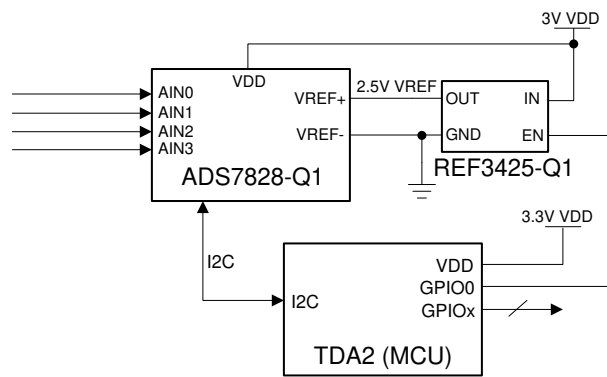 3V VDD
VDD
AIN0
AIN1
AIN2
AIN3
VREF+
VREF-
ADS7828-Q1
2.5V VREF
OUT
IN
GND
EN
REF3425-Q1
I2C
3.3V VDD
VDD
GPIO0
I2C
GPIOx
TDA2 (MCU)